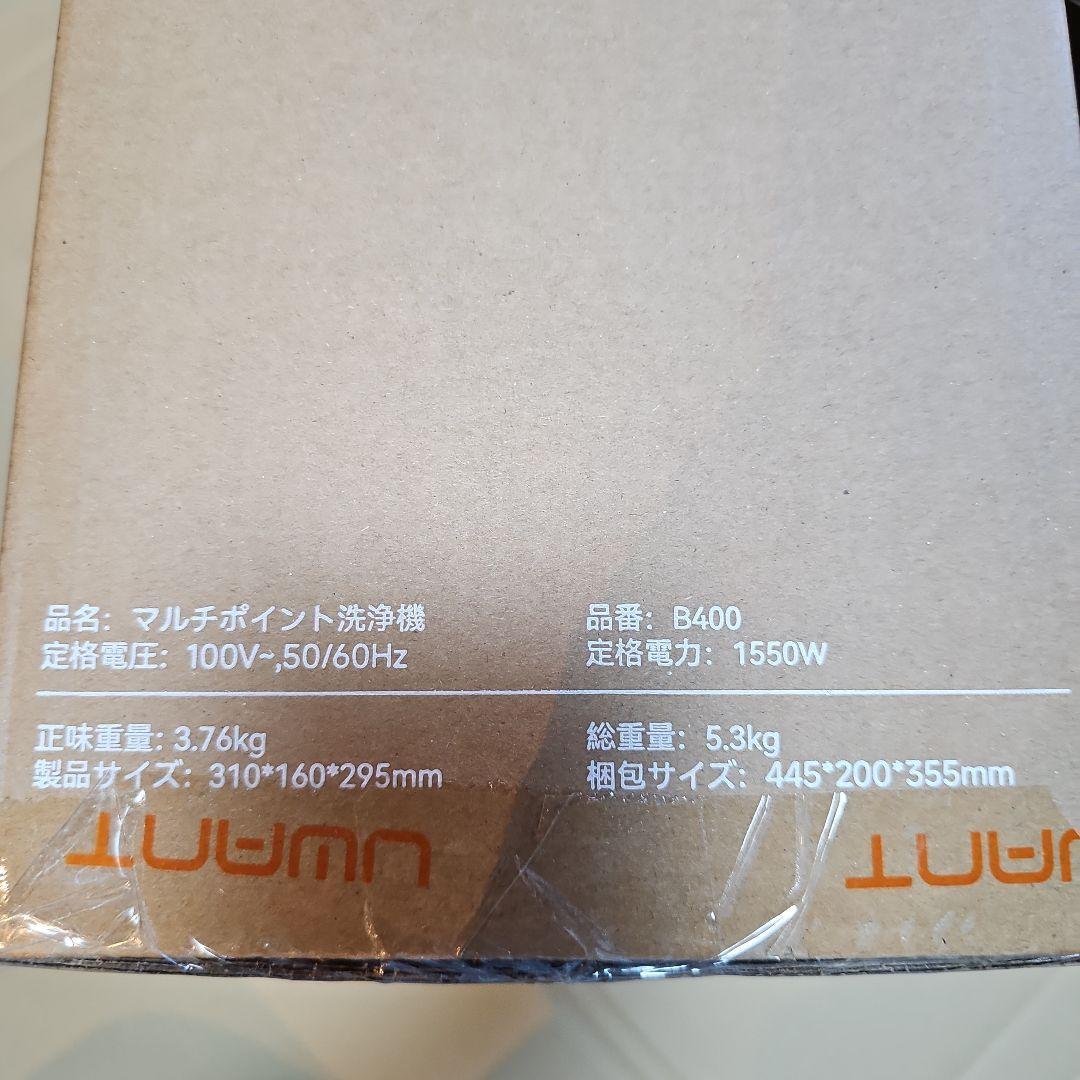 品名: マルチポイント洗浄機 品番: B400
定格電圧: 100V~,50/60Hz 定格電力: 1550W
正味重量: 3.76kg 総重量: 5.3kg
製品サイズ: 310*160*295mm 梱包サイズ: 445*200*355mm
UWANT UWANT